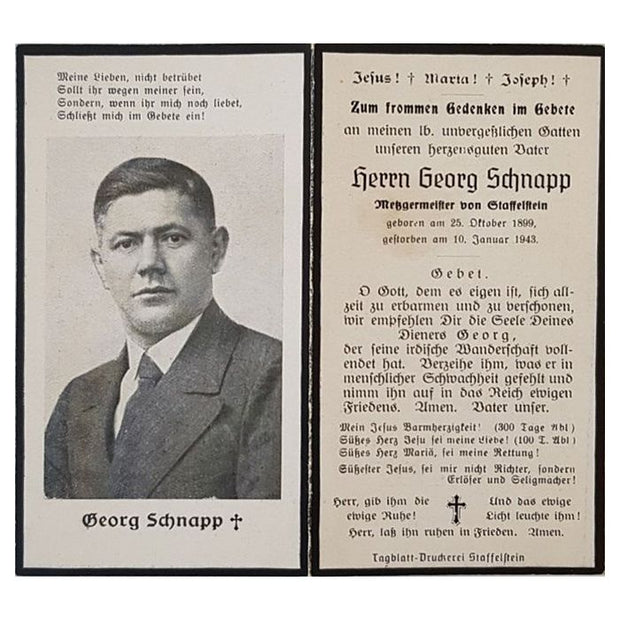 Meine Lieben, nicht betrübet
Sollt ihr wegen meiner sein,
Sondern, wenn ihr mich noch liebet,
Schließt mich im Gebete ein!
Georg Schnapp †
Jesus! † Maria! † Joseph! †
Zum frommen Gedenken im Gebete
an meinen lb. unvergeßlichen Gatten
unseren herzensguten Vater
Herrn Georg Schnapp
Metzgermeister von Staffelstein
geboren am 25. Oktober 1899,
gestorben am 10. Januar 1943.
Gebet.
O Gott, dem es eigen ist, sich all-
zeit zu erbarmen und zu verschonen,
wir empfehlen Dir die Seele Deines
Dieners Georg,
der seine irdische Wanderschaft voll-
endet hat. Verzeihe ihm, was er in
menschlicher Schwachheit gefehlt und
nimm ihn auf in das Reich ewigen
Friedens. Amen. Vater unser.
Mein Jesus Barmherzigkeit! (300 Tage Abl)
Süßes Herz Jesu sei meine Liebe! (100 T. Abl)
Süßes Herz Mariä, sei meine Rettung!
Süßester Jesus, sei mir nicht Richter, sondern
Erlöser und Seligmacher!
Herr, gib ihm die
ewige Ruhe!
†
Und das ewige
Licht leuchte ihm!
Herr, laß ihn ruhen in Frieden. Amen.
Tagblatt-Druckerei Staffelstein